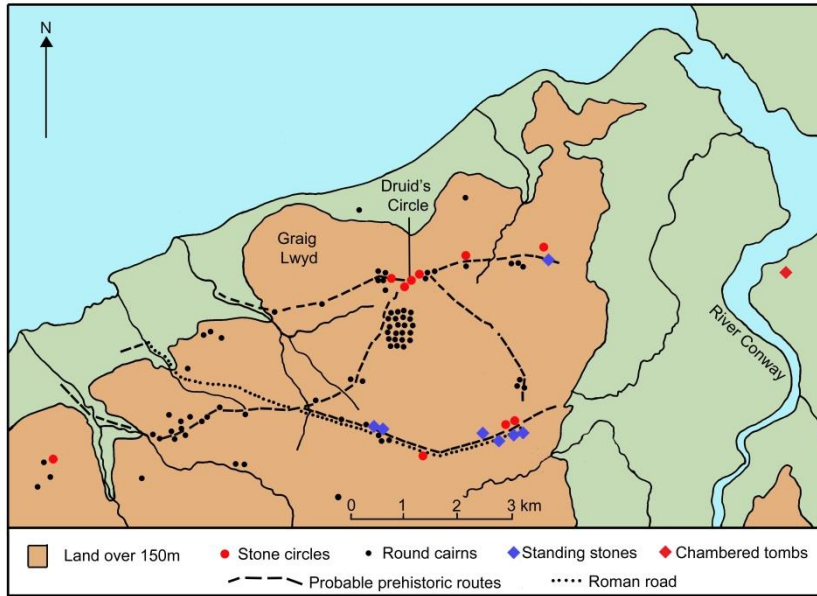 N
Druid's
Circle
Graig
Lwyd
River Conway
0 1 2 3 km
Land over 150m Stone circles Round cairns Standing stones Chambered tombs
Probable prehistoric routes Roman road